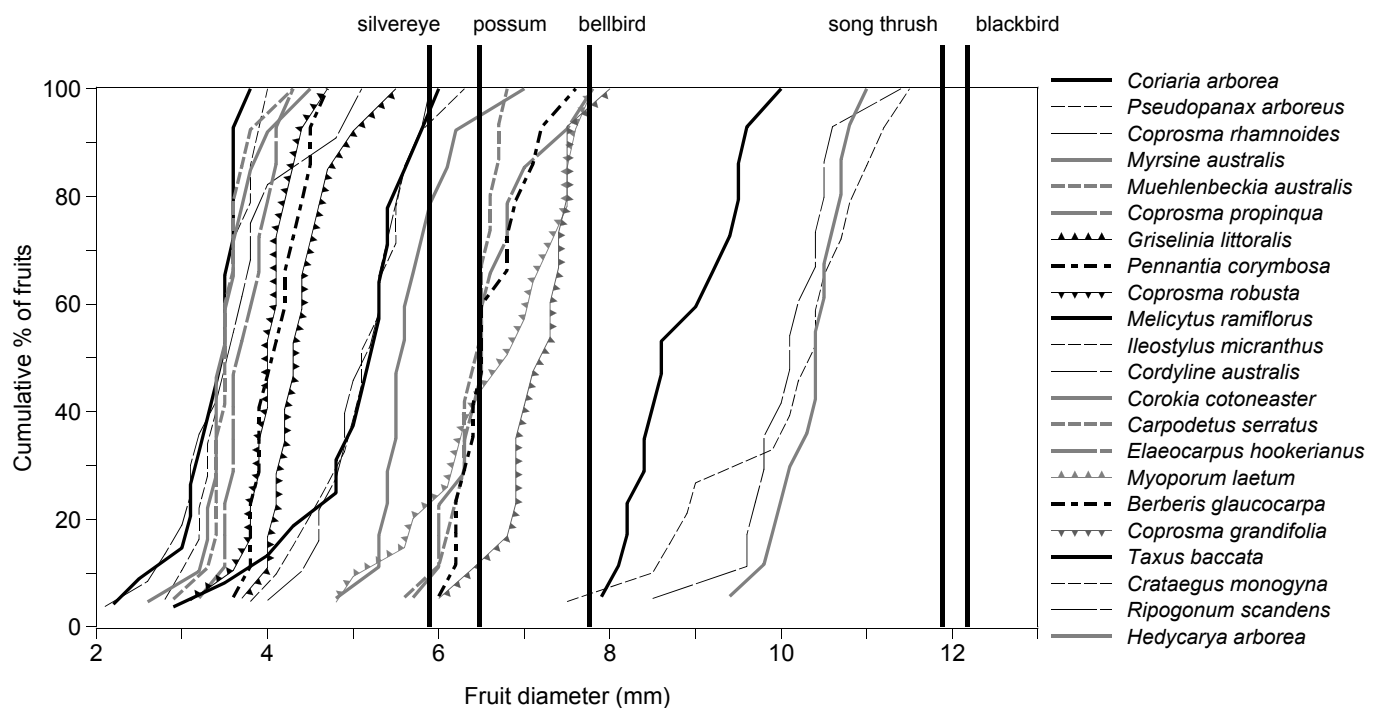 silvereye possum bellbird song thrush blackbird
100
80
60
40
20
0
Cumulative % of fruits
2 4 6 8 10 12
Fruit diameter (mm)
Coriaria arborea
Pseudopanax arboreus
Coprosma rhamnoides
Myrsine australis
Muehlenbeckia australis
Coprosma propinqua
Griselinia littoralis
Pennantia corymbosa
Coprosma robusta
Melicytus ramiflorus
Ileostylus micranthus
Cordyline australis
Corokia cotoneaster
Carpodetus serratus
Elaeocarpus hookerianus
Myoporum laetum
Berberis glaucocarpa
Coprosma grandifolia
Taxus baccata
Crataegus monogyna
Ripogonum scandens
Hedycarya arborea